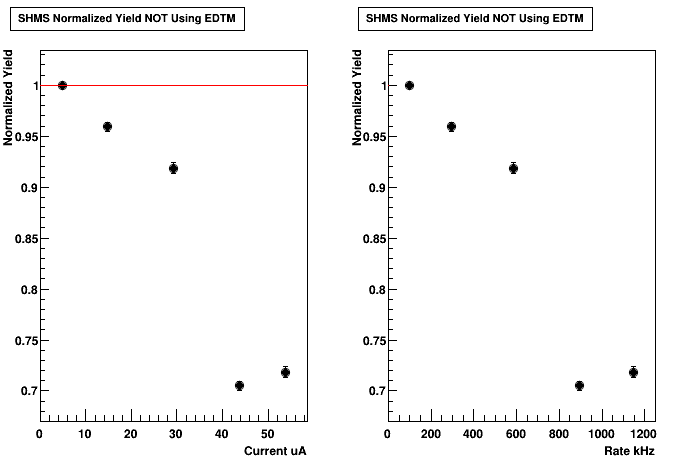 SHMS Normalized Yield NOT Using EDTM
Normalized Yield
1
0.95
0.9
0.85
0.8
0.75
0.7
0 10 20 30 40 50
Current uA
SHMS Normalized Yield NOT Using EDTM
Normalized Yield
1
0.95
0.9
0.85
0.8
0.75
0.7
0 200 400 600 800 1000 1200
Rate kHz